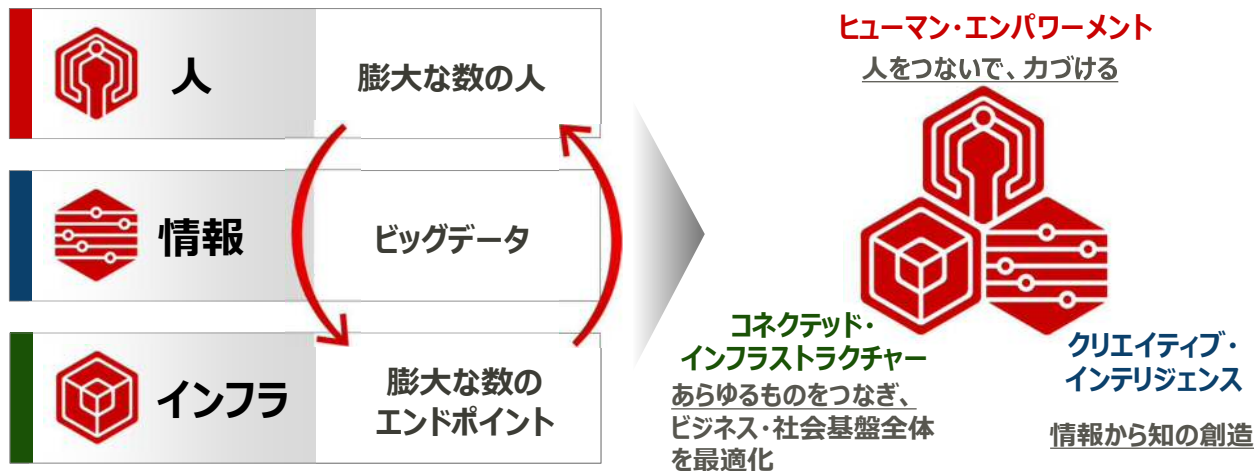 人
膨大な数の人
情報
ビッグデータ
インフラ
膨大な数の
エンドポイント
ヒューマン・エンパワーメント
人をつないで、力づける
コネクテッド・
インフラストラクチャー
あらゆるものをつなぎ、
ビジネス・社会基盤全体
を最適化
クリエイティブ・
インテリジェンス
情報から知の創造